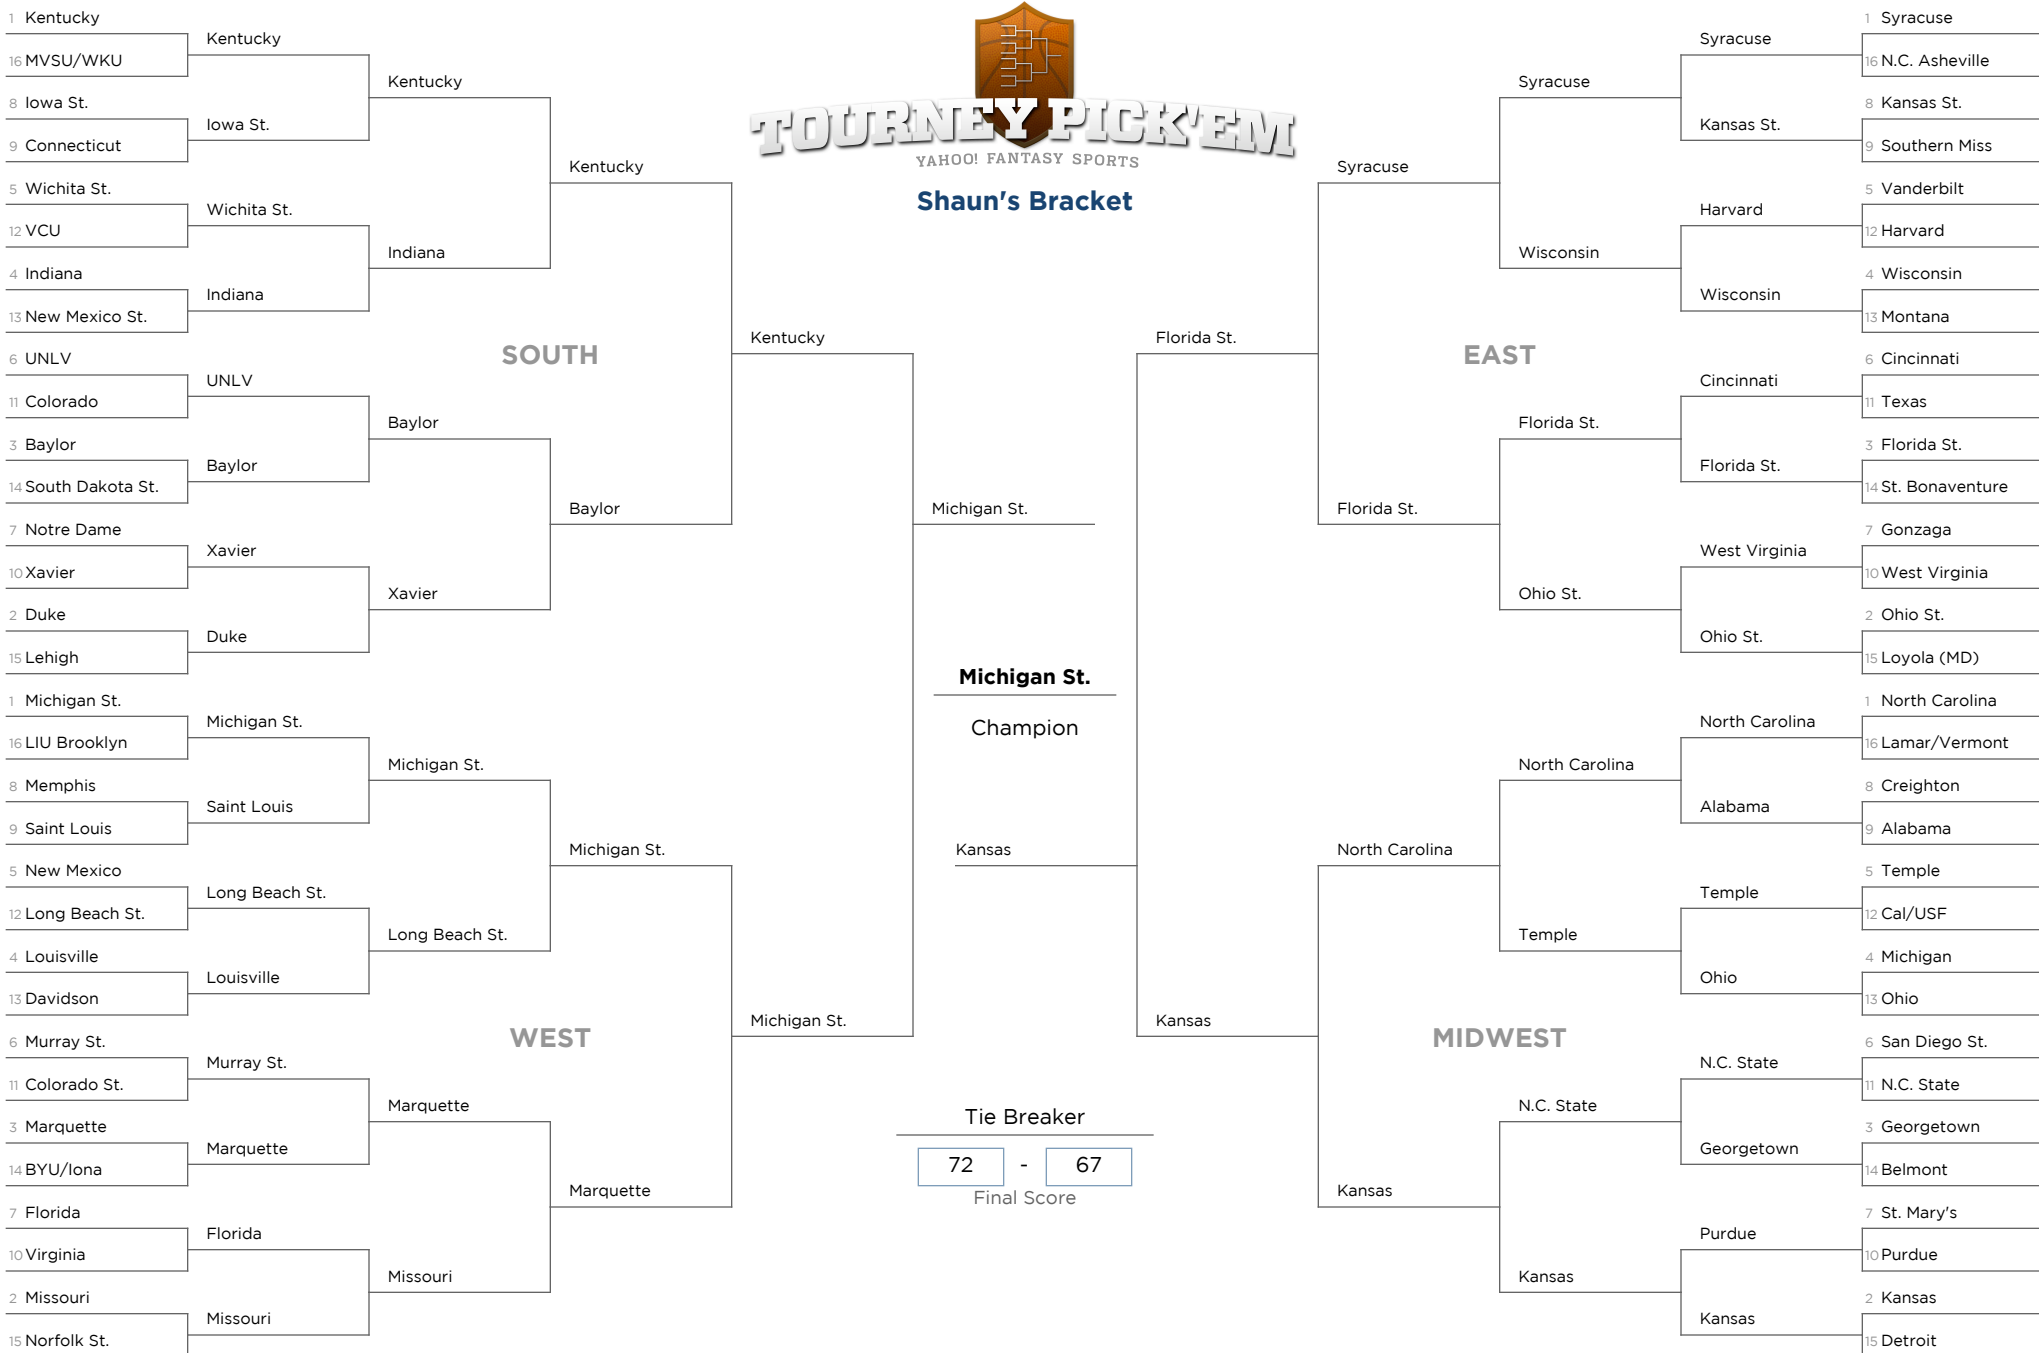 TOURNEY PICK'EM
YAHOO! FANTASY SPORTS
Shaun's Bracket
SOUTH
1 Kentucky
16 MVSU/WKU
8 Iowa St.
9 Connecticut
5 Wichita St.
12 VCU
4 Indiana
13 New Mexico St.
6 UNLV
11 Colorado
3 Baylor
14 South Dakota St.
7 Notre Dame
10 Xavier
2 Duke
15 Lehigh
Kentucky
Iowa St.
Wichita St.
Indiana
UNLV
Baylor
Xavier
Duke
Kentucky
Indiana
Baylor
Xavier
Kentucky
Baylor
Kentucky
WEST
1 Michigan St.
16 LIU Brooklyn
8 Memphis
9 Saint Louis
5 New Mexico
12 Long Beach St.
4 Louisville
13 Davidson
6 Murray St.
11 Colorado St.
3 Marquette
14 BYU/Iona
7 Florida
10 Virginia
2 Missouri
15 Norfolk St.
Michigan St.
Saint Louis
Long Beach St.
Louisville
Murray St.
Marquette
Florida
Missouri
Michigan St.
Long Beach St.
Marquette
Missouri
Michigan St.
Marquette
Michigan St.
Michigan St.
Michigan St.
Champion
Kansas
Tie Breaker
72 - 67
Final Score
EAST
Florida St.
Syracuse
Florida St.
Syracuse
Wisconsin
Florida St.
Ohio St.
Syracuse
Kansas St.
Harvard
Wisconsin
Cincinnati
Florida St.
West Virginia
Ohio St.
1 Syracuse
16 N.C. Asheville
8 Kansas St.
9 Southern Miss
5 Vanderbilt
12 Harvard
4 Wisconsin
13 Montana
6 Cincinnati
11 Texas
3 Florida St.
14 St. Bonaventure
7 Gonzaga
10 West Virginia
2 Ohio St.
15 Loyola (MD)
MIDWEST
Kansas
North Carolina
Kansas
North Carolina
Temple
N.C. State
Kansas
North Carolina
Alabama
Temple
Ohio
N.C. State
Georgetown
Purdue
Kansas
1 North Carolina
16 Lamar/Vermont
8 Creighton
9 Alabama
5 Temple
12 Cal/USF
4 Michigan
13 Ohio
6 San Diego St.
11 N.C. State
3 Georgetown
14 Belmont
7 St. Mary's
10 Purdue
2 Kansas
15 Detroit